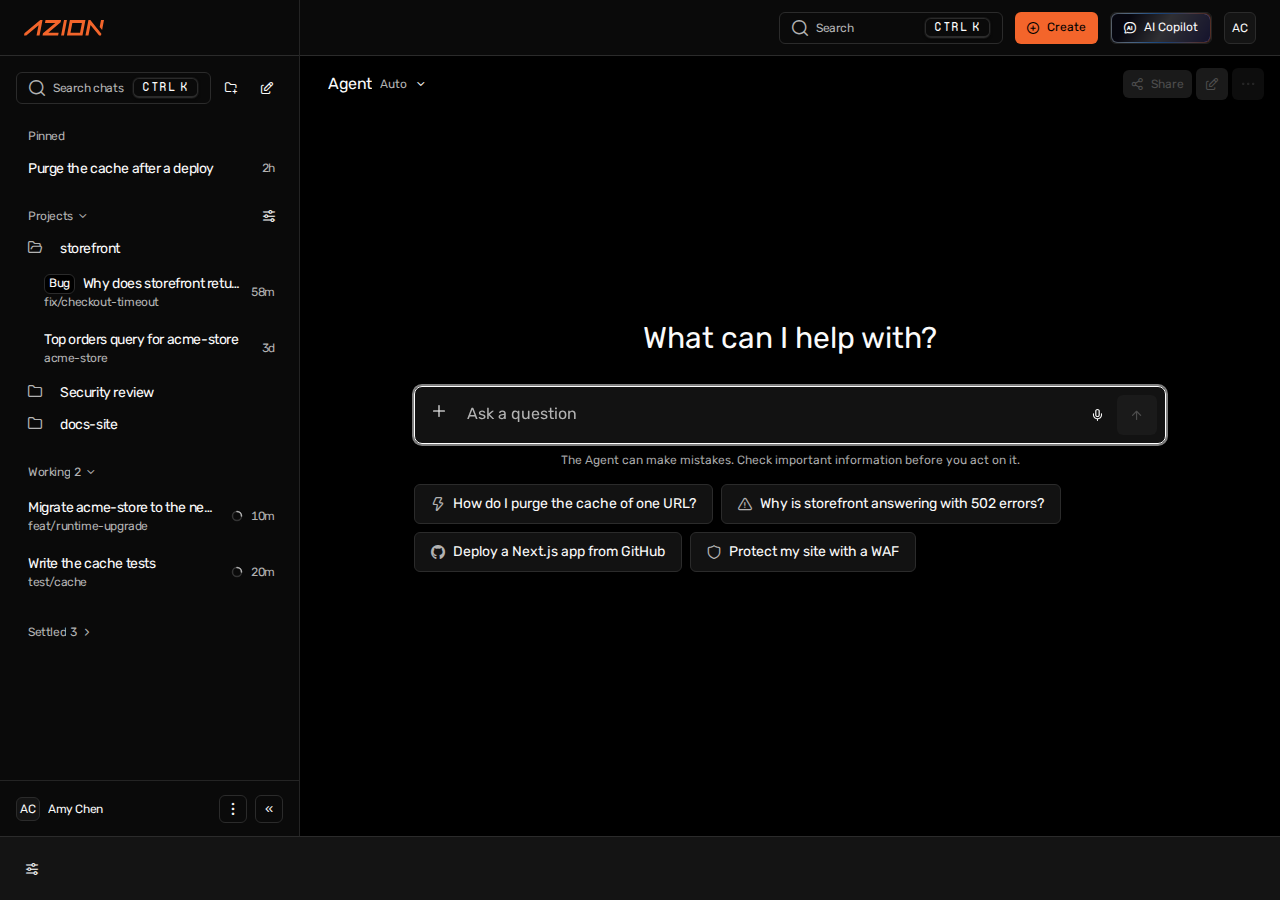 AZION
Search CTRL K
Create
AI Copilot
AC
Search chats CTRL K
Agent Auto
Share
Pinned
Purge the cache after a deploy 2h
Projects
storefront
Bug Why does storefront retu... 58m
fix/checkout-timeout
Top orders query for acme-store 3d
acme-store
Security review
docs-site
Working 2
Migrate acme-store to the ne... 10m
feat/runtime-upgrade
Write the cache tests 20m
test/cache
Settled 3
AC Amy Chen
What can I help with?
Ask a question
The Agent can make mistakes. Check important information before you act on it.
How do I purge the cache of one URL?
Why is storefront answering with 502 errors?
Deploy a Next.js app from GitHub
Protect my site with a WAF